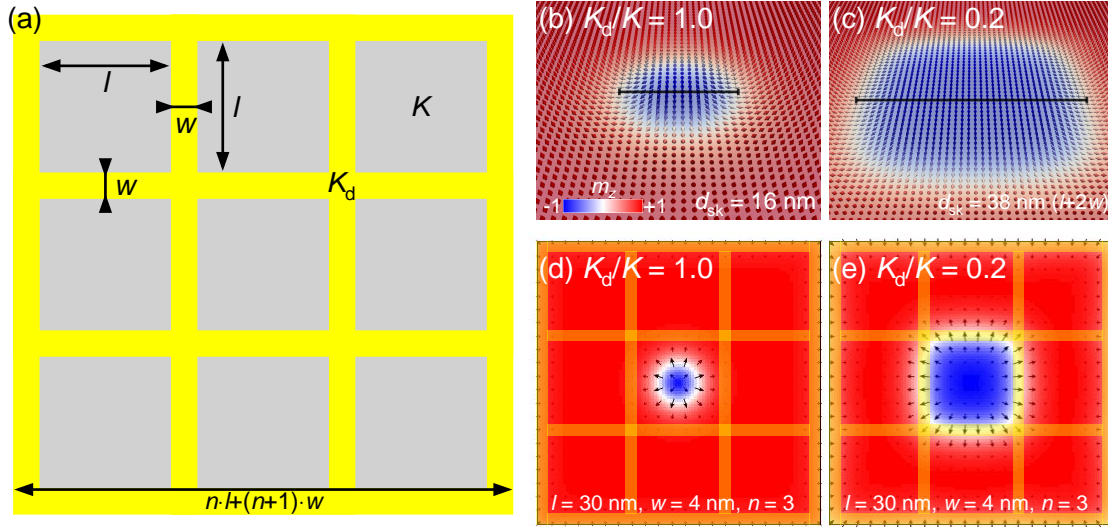 (a)
l
w
l
K
w
K_d
n·l+(n+1)·w
(b) K_d/K = 1.0
m_z
-1 +1
d_sk = 16 nm
(c) K_d/K = 0.2
d_sk = 38 nm (l+2w)
(d) K_d/K = 1.0
l = 30 nm, w = 4 nm, n = 3
(e) K_d/K = 0.2
l = 30 nm, w = 4 nm, n = 3